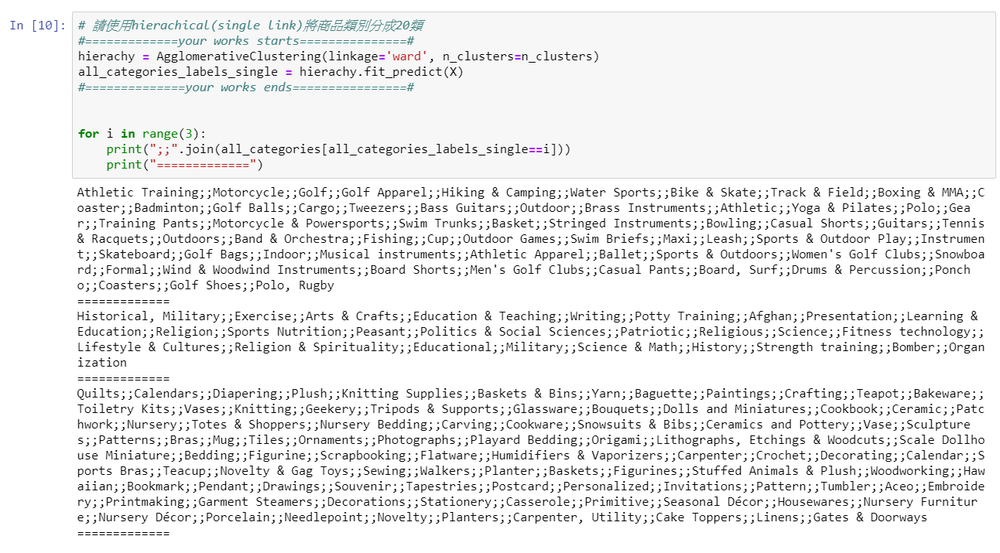 In [10]: # 請使用hierachical(single link)將商品類別分成20類
#=============your works starts===============#
hierachy = AgglomerativeClustering(linkage='ward', n_clusters=n_clusters)
all_categories_labels_single = hierachy.fit_predict(X)
#==============your works ends================#
for i in range(3):
    print(";;".join(all_categories[all_categories_labels_single==i]))
    print("=============")
Athletic Training;;Motorcycle;;Golf;;Golf Apparel;;Hiking & Camping;;Water Sports;;Bike & Skate;;Track & Field;;Boxing & MMA;;C
oaster;;Badminton;;Golf Balls;;Cargo;;Tweezers;;Bass Guitars;;Outdoor;;Brass Instruments;;Athletic;;Yoga & Pilates;;Polo;;Gea
r;;Training Pants;;Motorcycle & Powersports;;Swim Trunks;;Basket;;Stringed Instruments;;Bowling;;Casual Shorts;;Guitars;;Tennis
& Racquets;;Outdoors;;Band & Orchestra;;Fishing;;Cup;;Outdoor Games;;Swim Briefs;;Maxi;;Leash;;Sports & Outdoor Play;;Instrumen
t;;Skateboard;;Golf Bags;;Indoor;;Musical instruments;;Athletic Apparel;;Ballet;;Sports & Outdoors;;Women's Golf Clubs;;Snowboa
rd;;Formal;;Wind & Woodwind Instruments;;Board Shorts;;Men's Golf Clubs;;Casual Pants;;Board, Surf;;Drums & Percussion;;Ponch
o;;Coasters;;Golf Shoes;;Polo, Rugby
=============
Historical, Military;;Exercise;;Arts & Crafts;;Education & Teaching;;Writing;;Potty Training;;Afghan;;Presentation;;Learning &
Education;;Religion;;Sports Nutrition;;Peasant;;Politics & Social Sciences;;Patriotic;;Religious;;Science;;Fitness technology;;
Lifestyle & Cultures;;Religion & Spirituality;;Educational;;Military;;Science & Math;;History;;Strength training;;Bomber;;Organ
ization
=============
Quilts;;Calendars;;Diapering;;Plush;;Knitting Supplies;;Baskets & Bins;;Yarn;;Baguette;;Paintings;;Crafting;;Teapot;;Bakeware;;
Toiletry Kits;;Vases;;Knitting;;Geekery;;Tripods & Supports;;Glassware;;Bouquets;;Dolls and Miniatures;;Cookbook;;Ceramic;;Patc
hwork;;Nursery;;Totes & Shoppers;;Nursery Bedding;;Carving;;Cookware;;Snowsuits & Bibs;;Ceramics and Pottery;;Vase;;Sculpture
s;;Patterns;;Bras;;Mug;;Tiles;;Ornaments;;Photographs;;Playard Bedding;;Origami;;Lithographs, Etchings & Woodcuts;;Scale Dollho
use Miniature;;Bedding;;Figurine;;Scrapbooking;;Flatware;;Humidifiers & Vaporizers;;Carpenter;;Crochet;;Decorating;;Calendar;;S
ports Bras;;Teacup;;Novelty & Gag Toys;;Sewing;;Walkers;;Planter;;Baskets;;Figurines;;Stuffed Animals & Plush;;Woodworking;;Haw
aiian;;Bookmark;;Pendant;;Drawings;;Souvenir;;Tapestries;;Postcard;;Personalized;;Invitations;;Pattern;;Tumbler;;Aceo;;Embroide
ry;;Printmaking;;Garment Steamers;;Decorations;;Stationery;;Casserole;;Primitive;;Seasonal Décor;;Housewares;;Nursery Furnitur
e;;Nursery Décor;;Porcelain;;Needlepoint;;Novelty;;Planters;;Carpenter, Utility;;Cake Toppers;;Linens;;Gates & Doorways
=============